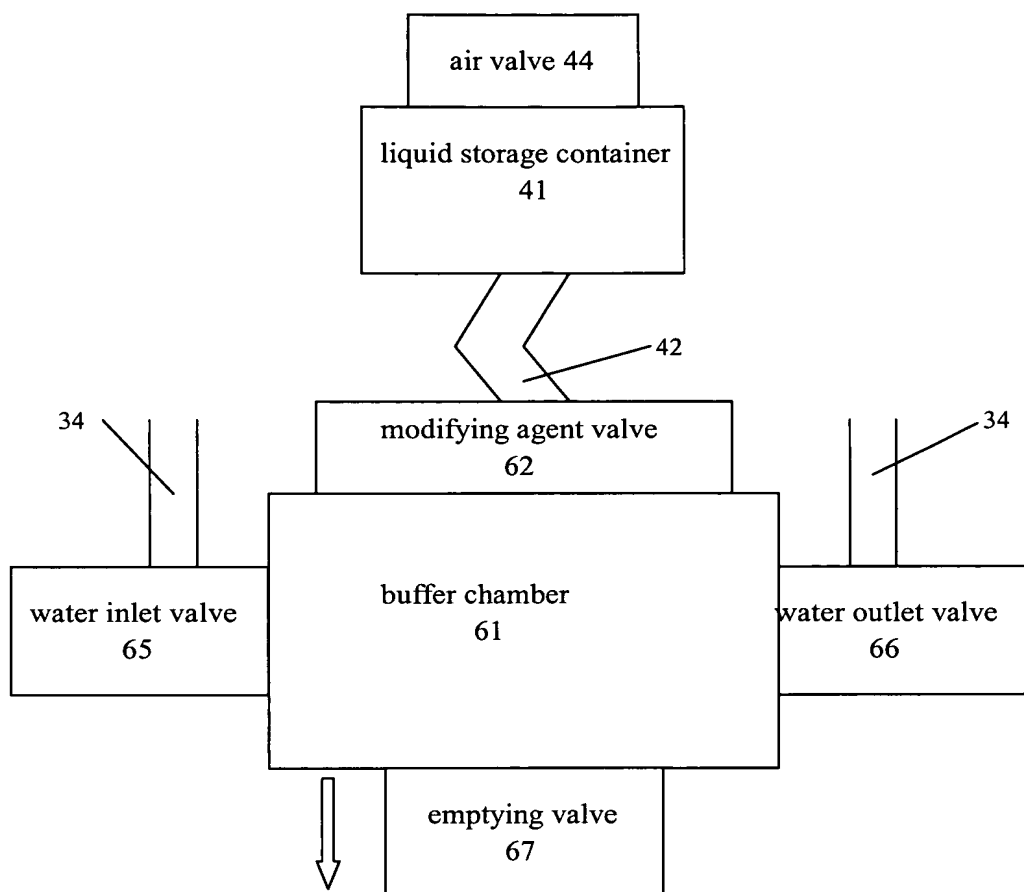 air valve 44
liquid storage container
41
42
34
modifying agent valve
62
34
water inlet valve
65
buffer chamber
61
water outlet valve
66
emptying valve
67